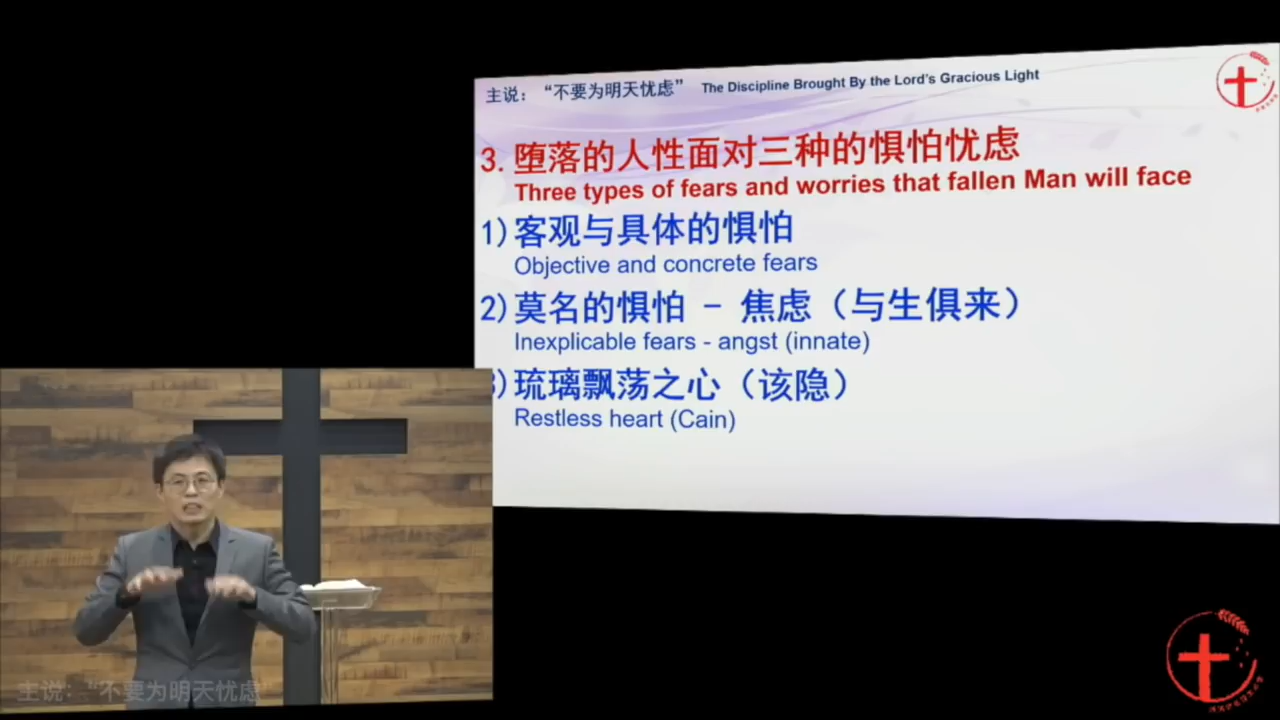 主说：“不要为明天忧虑” The Discipline Brought By the Lord's Gracious Light
3. 堕落的人性面对三种的惧怕忧虑
Three types of fears and worries that fallen Man will face
1) 客观与具体的惧怕
Objective and concrete fears
2) 莫名的惧怕 - 焦虑（与生俱来）
Inexplicable fears - angst (innate)
3) 琉璃飘荡之心（该隐）
Restless heart (Cain)
主说：“不要为明天忧虑”